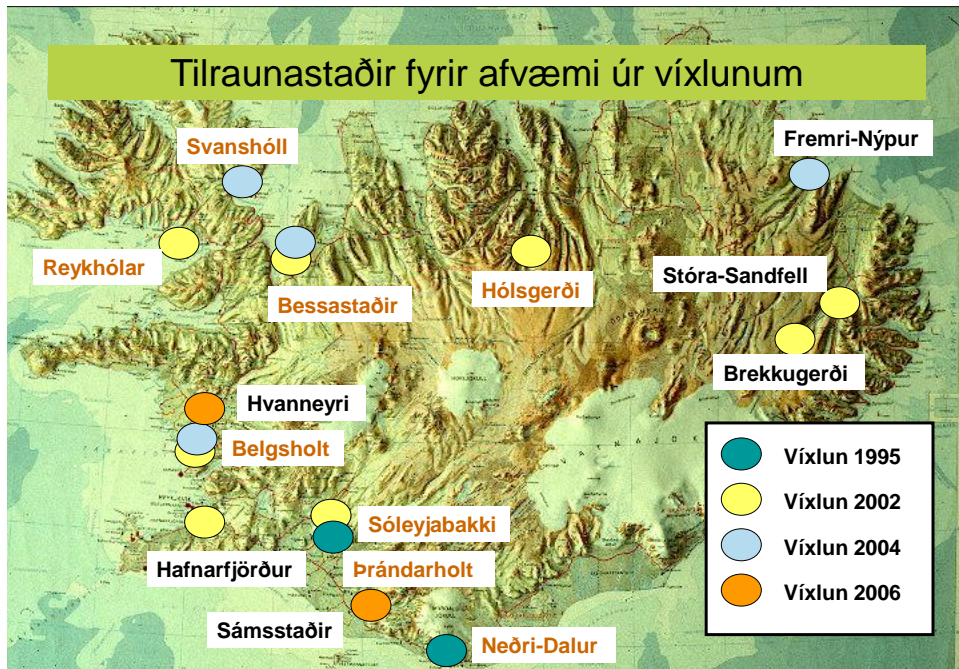 Tilraunastaðir fyrir afvæmi úr víxlunum
Svanshóll
Fremri-Nýpur
Reykhólar
Bessastaðir
Hólsgerði
Stóra-Sandfell
Brekkugerði
Hvanneyri
Belgsholt
Sóleyjabakki
Hafnarfjörður
Þrándarholt
Sámsstaðir
Neðri-Dalur
Víxlun 1995
Víxlun 2002
Víxlun 2004
Víxlun 2006